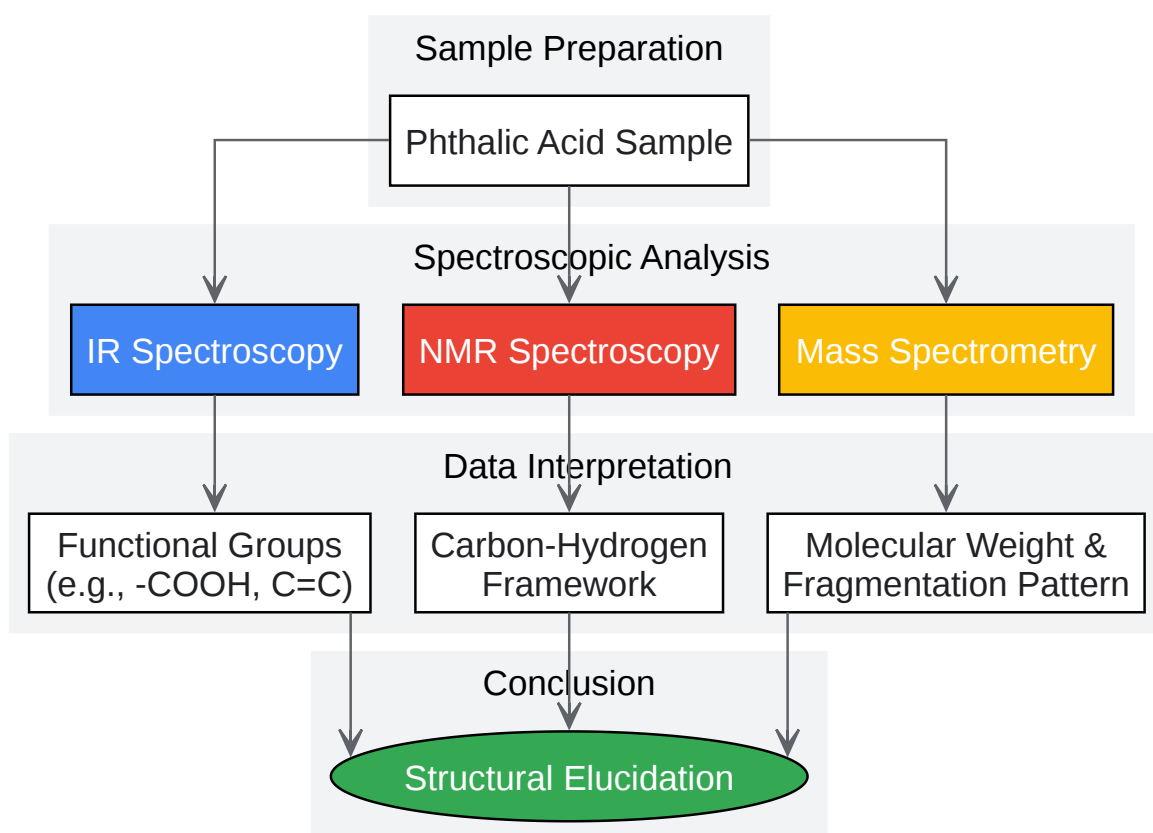 Sample Preparation
Phthalic Acid Sample
Spectroscopic Analysis
IR Spectroscopy
NMR Spectroscopy
Mass Spectrometry
Data Interpretation
Functional Groups
(e.g., -COOH, C=C)
Carbon-Hydrogen
Framework
Molecular Weight &
Fragmentation Pattern
Conclusion
Structural Elucidation